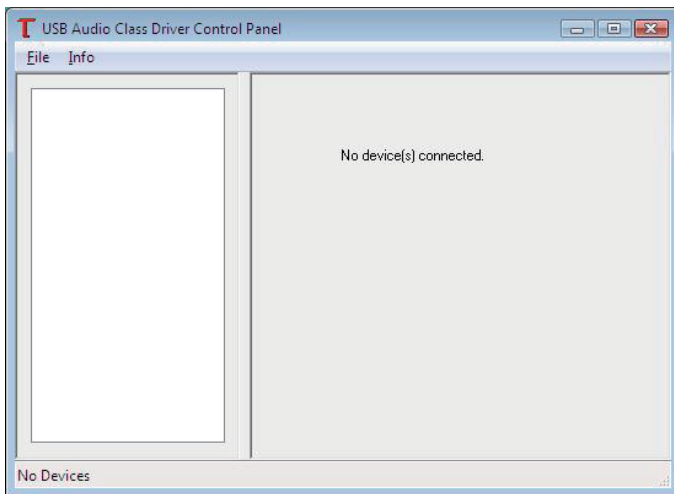 USB Audio Class Driver Control Panel
File Info
No device(s) connected.
No Devices